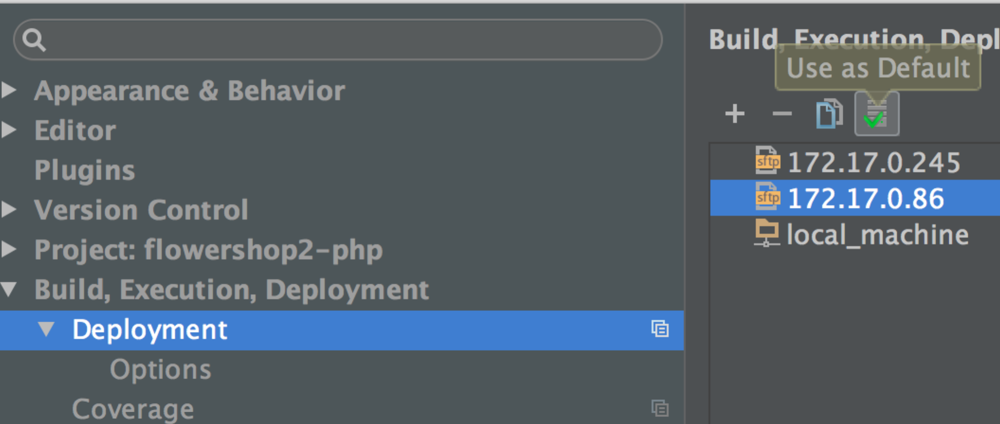 Appearance & Behavior
Editor
Plugins
Version Control
Project: flowershop2-php
Build, Execution, Deployment
Deployment
Options
Coverage
Build, Execution, Depl
Use as Default
sftp 172.17.0.245
sftp 172.17.0.86
local_machine